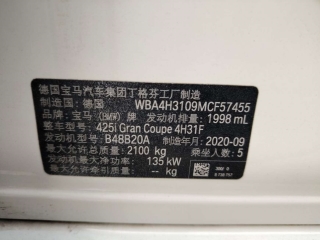 德国宝马汽车集团丁格芬工厂制造
制造国：德国 WBA4H3109MCF57455
品牌：宝马 (BMW) 牌 发动机排量：1998 mL
整车型号：425i Gran Coupe 4H31F
发动机型号：B48B20A 制造年月：2020-09
最大允许总质量：2100 kg 乘坐人数：5
发动机最大净功率：135 kW
最大允许牵引质量：-- kg